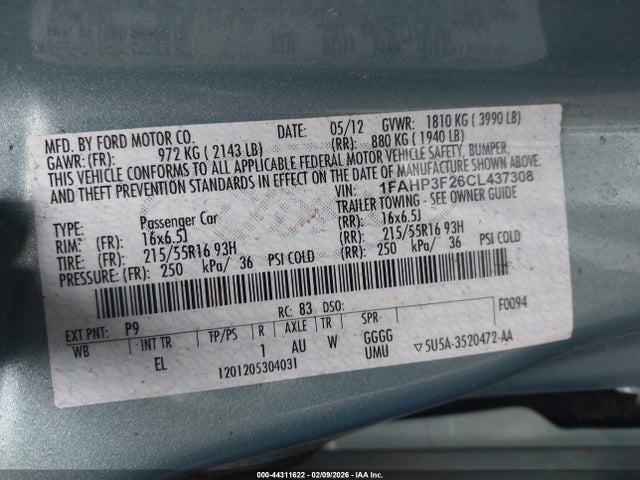 MFD. BY FORD MOTOR CO. DATE: 05/12 GVWR: 1810 KG ( 3990 LB)
GAWR: (FR): 972 KG ( 2143 LB) (RR): 880 KG ( 1940 LB)
THIS VEHICLE CONFORMS TO ALL APPLICABLE FEDERAL MOTOR VEHICLE SAFETY, BUMPER,
AND THEFT PREVENTION STANDARDS IN EFFECT ON THE DATE OF MANUFACTURE SHOWN ABOVE.
VIN: 1FAHP3F26CL437308
TYPE: Passenger Car TRAILER TOWING - SEE OWNER GUIDE
RIM: (FR): 16x6.5J (RR): 16x6.5J
TIRE: (FR): 215/55R16 93H (RR): 215/55R16 93H
PRESSURE: (FR): 250 kPa/ 36 PSI COLD (RR): 250 kPa/ 36 PSI COLD
EXT PNT: P9 RC: 83 DSO: F0094
WB INT TR TP/PS R AXLE TR SPR
EL 1 AU W GGGG
UMU
1201205304031 ▽5U5A-3520472-AA
© - 44311622 - 02/09/2026 - IAA Inc.